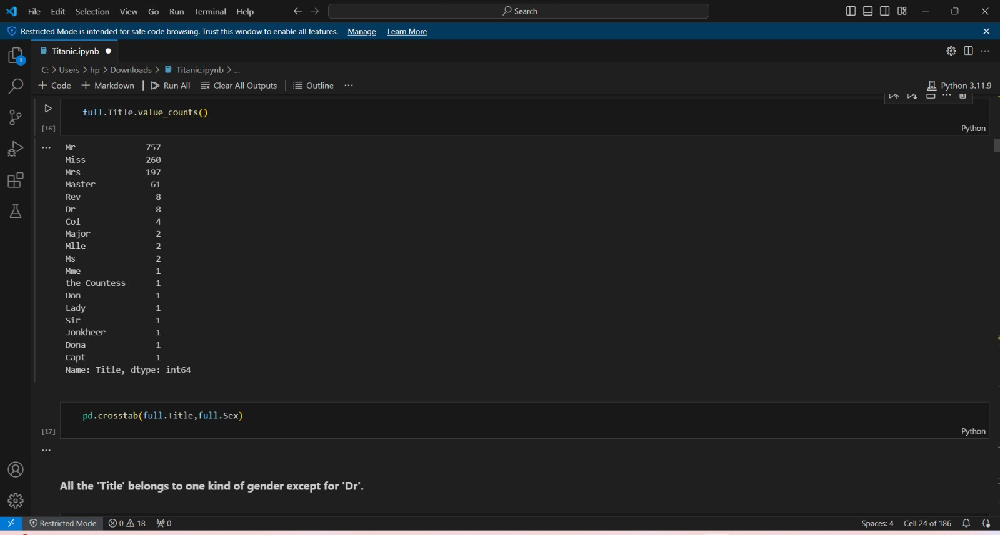 File Edit Selection View Go Run Terminal Help Search
Restricted Mode is intended for safe code browsing. Trust this window to enable all features. Manage Learn More
1 Titanic.ipynb
C: > Users > hp > Downloads > Titanic.ipynb > ...
+ Code + Markdown | Run All Clear All Outputs | Outline ... Python 3.11.9
full.Title.value_counts()
[16] Python
... Mr 757
Miss 260
Mrs 197
Master 61
Rev 8
Dr 8
Col 4
Major 2
Mlle 2
Ms 2
Mme 1
the Countess 1
Don 1
Lady 1
Sir 1
Jonkheer 1
Dona 1
Capt 1
Name: Title, dtype: int64
pd.crosstab(full.Title,full.Sex)
[17] Python
...
All the 'Title' belongs to one kind of gender except for 'Dr'.
Restricted Mode 0 18 0 Spaces: 4 Cell 24 of 186